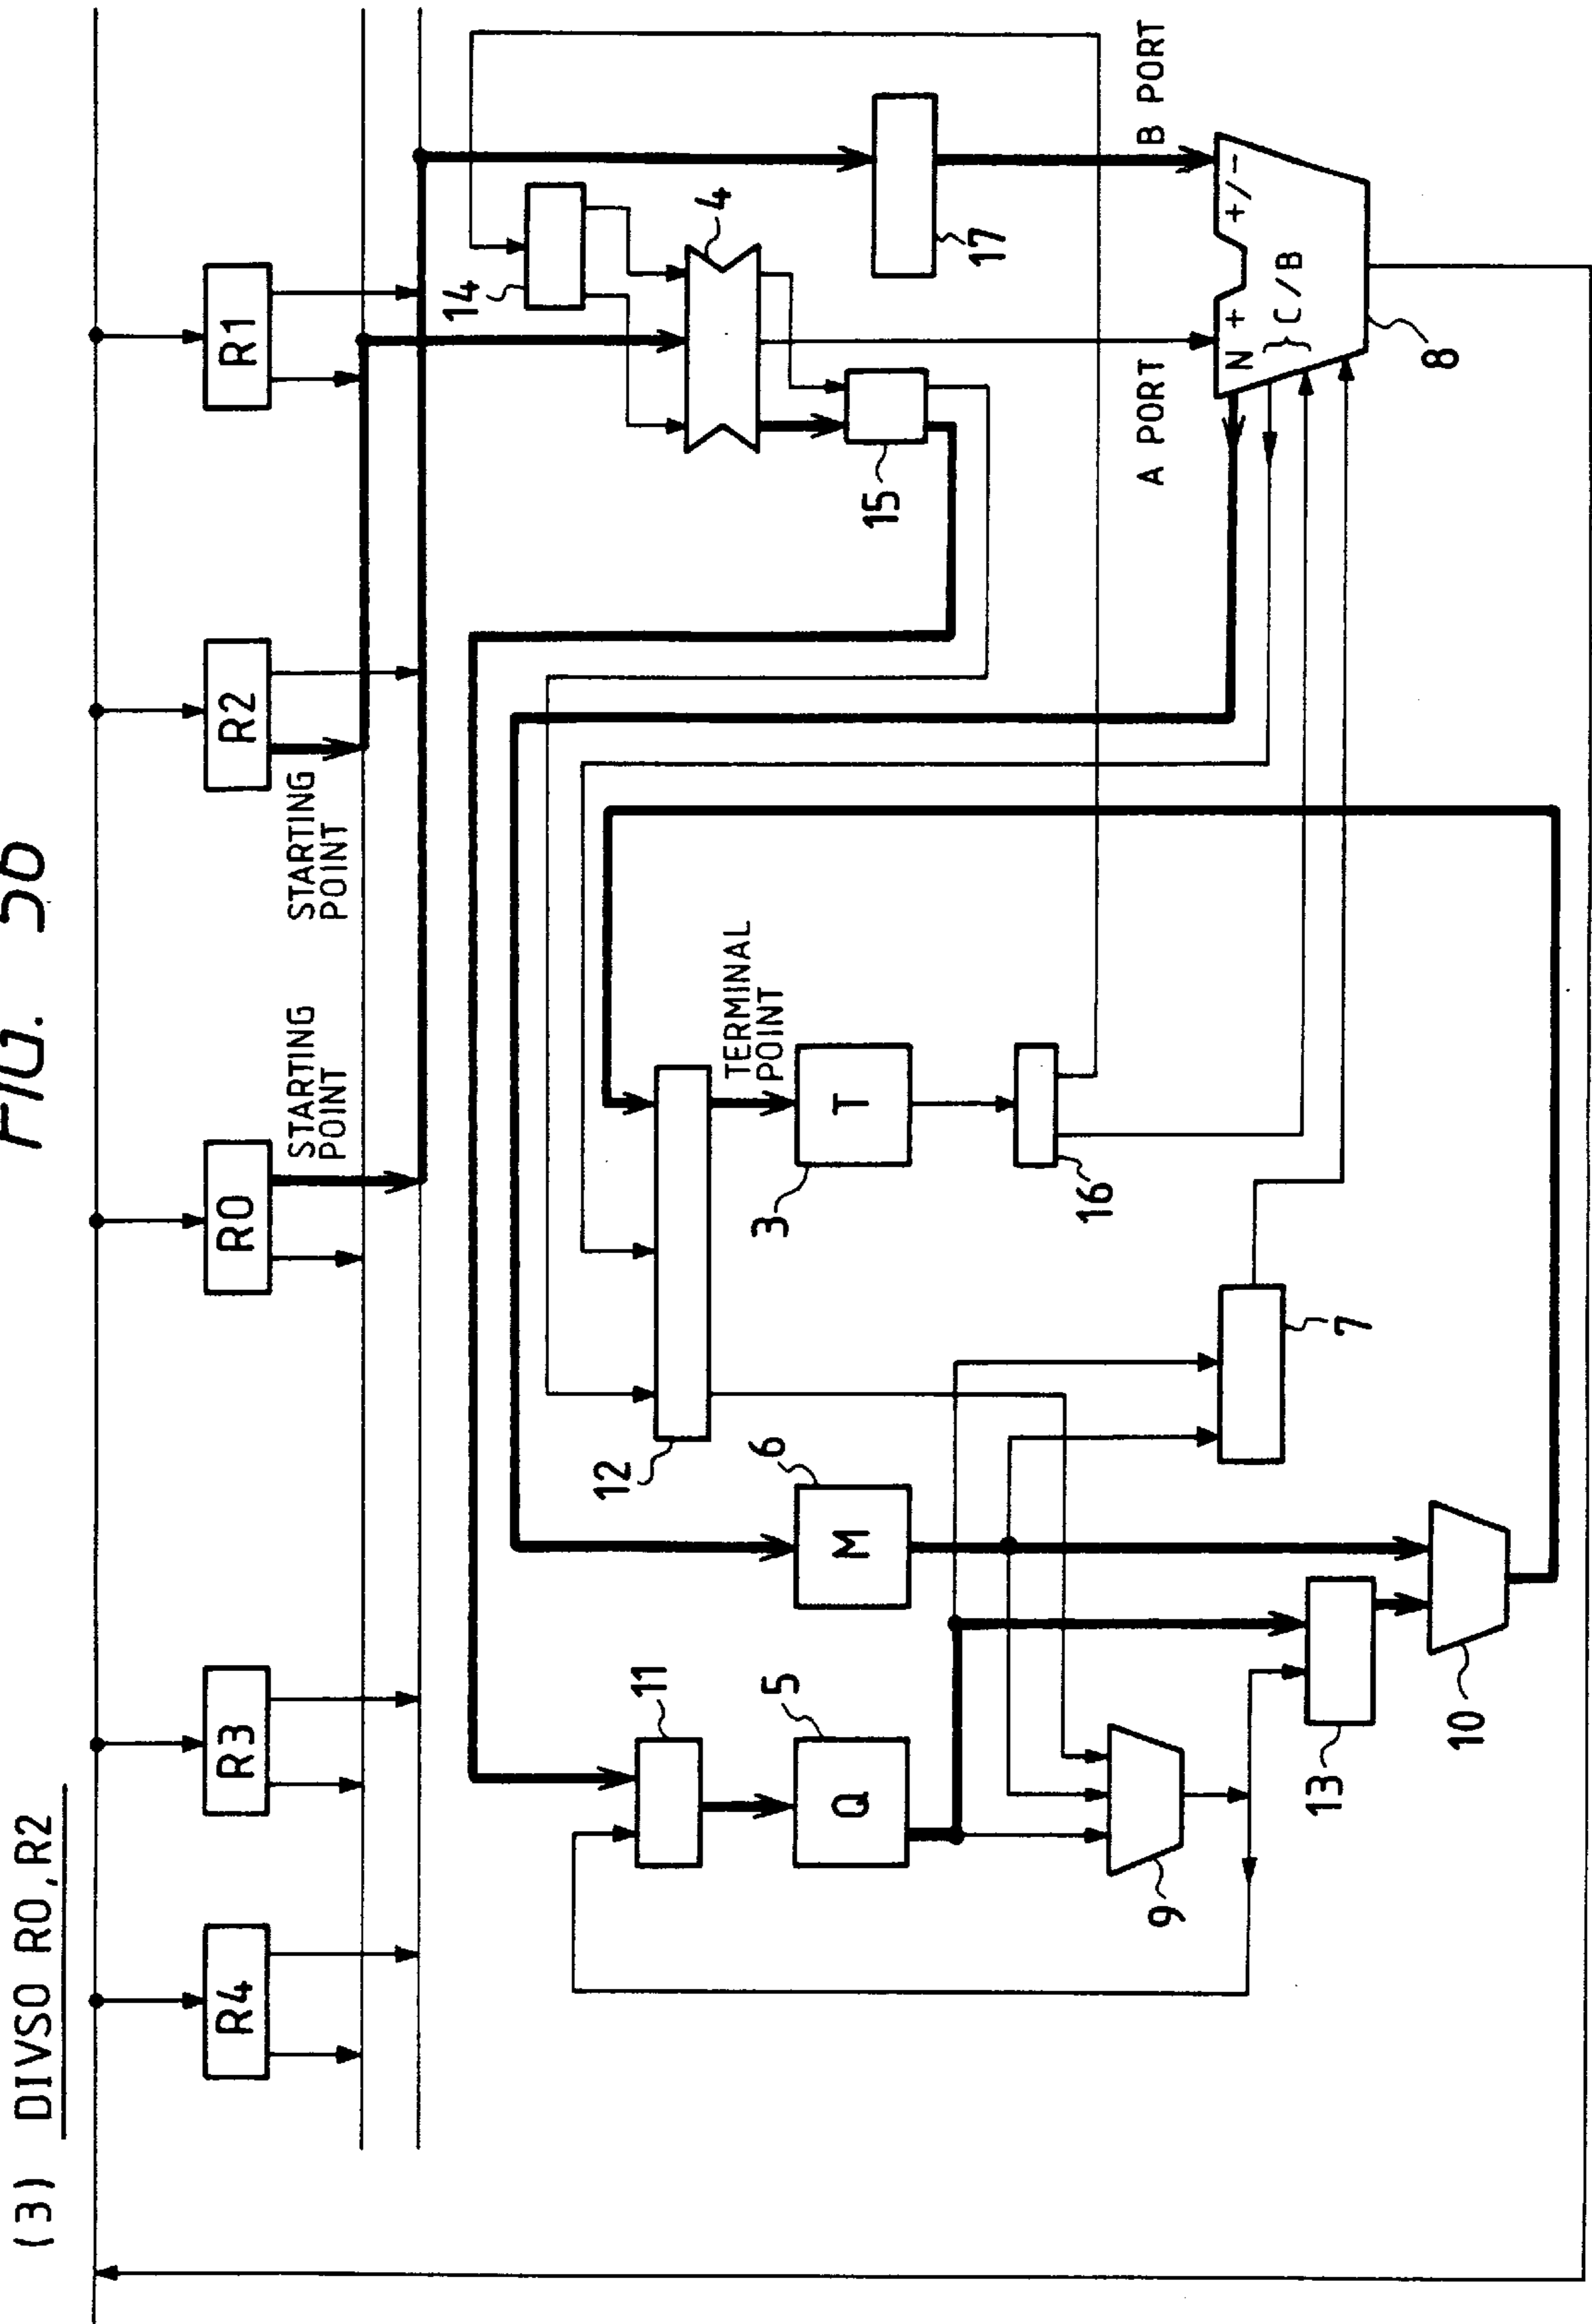 FIG. 5b
(3) DIVS0 R0,R2
R4
R3
R0
R2
R1
STARTING
POINT
STARTING
POINT
14
4
11
12
15
17
5
6
TERMINAL
POINT
Q
M
3
T
9
16
A PORT
B PORT
N + +/-
} C/B
13
7
10
8